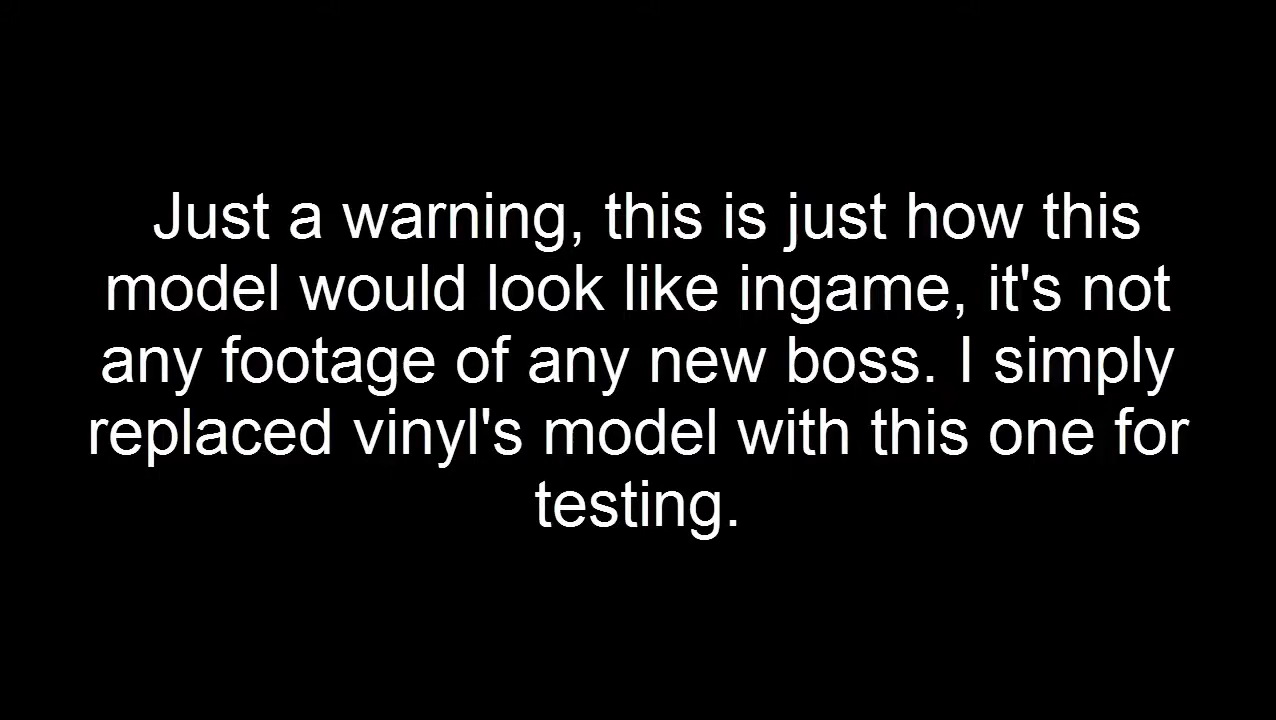 Just a warning, this is just how this
model would look like ingame, it's not
any footage of any new boss. I simply
replaced vinyl's model with this one for
testing.